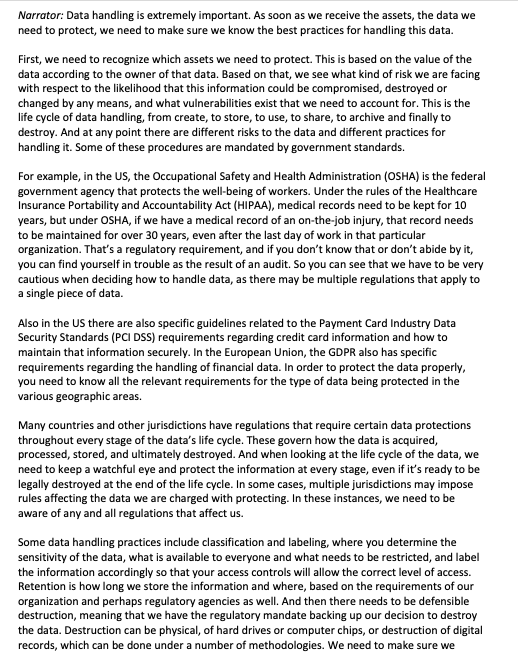 Narrator: Data handling is extremely important. As soon as we receive the assets, the data we
need to protect, we need to make sure we know the best practices for handling this data.
First, we need to recognize which assets we need to protect. This is based on the value of the
data according to the owner of that data. Based on that, we see what kind of risk we are facing
with respect to the likelihood that this information could be compromised, destroyed or
changed by any means, and what vulnerabilities exist that we need to account for. This is the
life cycle of data handling, from create, to store, to use, to share, to archive and finally to
destroy. And at any point there are different risks to the data and different practices for
handling it. Some of these procedures are mandated by government standards.
For example, in the US, the Occupational Safety and Health Administration (OSHA) is the federal
government agency that protects the well-being of workers. Under the rules of the Healthcare
Insurance Portability and Accountability Act (HIPAA), medical records need to be kept for 10
years, but under OSHA, if we have a medical record of an on-the-job injury, that record needs
to be maintained for over 30 years, even after the last day of work in that particular
organization. That's a regulatory requirement, and if you don't know that or don't abide by it,
you can find yourself in trouble as the result of an audit. So you can see that we have to be very
cautious when deciding how to handle data, as there may be multiple regulations that apply to
a single piece of data.
Also in the US there are also specific guidelines related to the Payment Card Industry Data
Security Standards (PCI DSS) requirements regarding credit card information and how to
maintain that information securely. In the European Union, the GDPR also has specific
requirements regarding the handling of financial data. In order to protect the data properly,
you need to know all the relevant requirements for the type of data being protected in the
various geographic areas.
Many countries and other jurisdictions have regulations that require certain data protections
throughout every stage of the data's life cycle. These govern how the data is acquired,
processed, stored, and ultimately destroyed. And when looking at the life cycle of the data, we
need to keep a watchful eye and protect the information at every stage, even if it's ready to be
legally destroyed at the end of the life cycle. In some cases, multiple jurisdictions may impose
rules affecting the data we are charged with protecting. In these instances, we need to be
aware of any and all regulations that affect us.
Some data handling practices include classification and labeling, where you determine the
sensitivity of the data, what is available to everyone and what needs to be restricted, and label
the information accordingly so that your access controls will allow the correct level of access.
Retention is how long we store the information and where, based on the requirements of our
organization and perhaps regulatory agencies as well. And then there needs to be defensible
destruction, meaning that we have the regulatory mandate backing up our decision to destroy
the data. Destruction can be physical, of hard drives or computer chips, or destruction of digital
records, which can be done under a number of methodologies. We need to make sure we